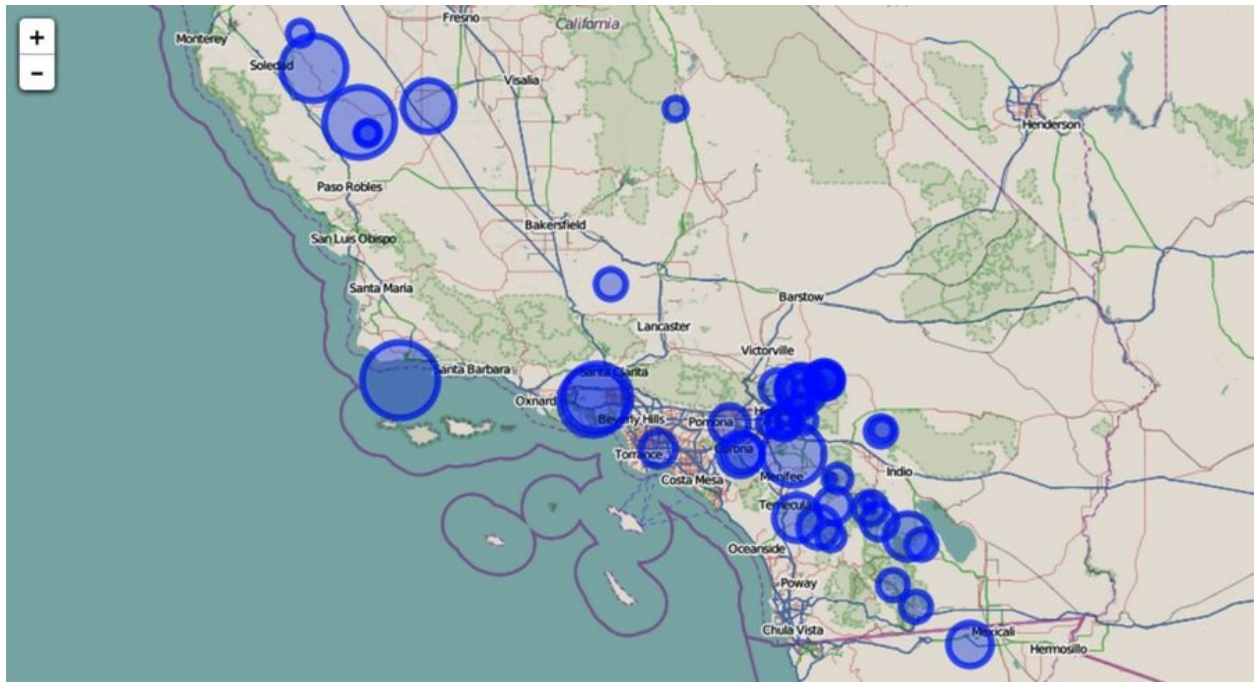 +
−
Fresno
California
Monterey
Soledad
Visalia
Henderson
Paso Robles
Bakersfield
San Luis Obispo
Santa Maria
Barstow
Lancaster
Victorville
Santa Barbara
Santa Clarita
Oxnard
Beverly Hills
Pomona
Torrance
Corona
Costa Mesa
Menifee
Indio
Temecula
Oceanside
Poway
Chula Vista
Mexicali
Hermosillo